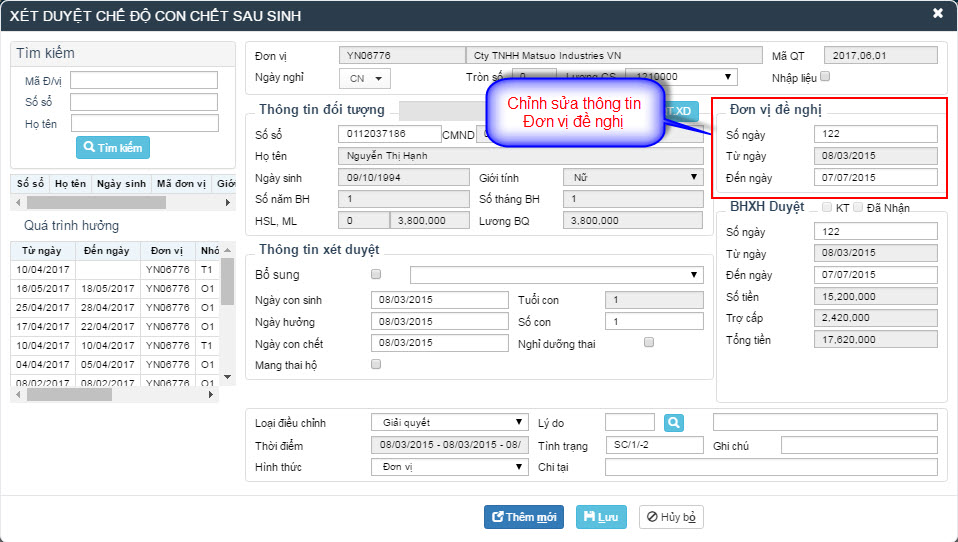 XÉT DUYỆT CHẾ ĐỘ CON CHẾT SAU SINH
Tìm kiếm
Mã Đ/vị
Số sổ
Họ tên
Tìm kiếm
Số sổ Họ tên Ngày sinh Mã đơn vị Giới
Quá trình hưởng
Từ ngày Đến ngày Đơn vị Nhó
10/04/2017 YN06776 T1
16/05/2017 18/05/2017 YN06776 O1
25/04/2017 28/04/2017 YN06776 O1
17/04/2017 22/04/2017 YN06776 O1
10/04/2017 10/04/2017 YN06776 T1
04/04/2017 05/04/2017 YN06776 O1
08/02/2017 08/02/2017 YN06776 O1
Đơn vị YN06776 Cty TNHH Matsuo Industries VN Mã QT 2017,06,01
Ngày nghỉ CN Tròn số 0 Lương CS 1210000 Nhập liệu
Thông tin đối tượng T XD
Chỉnh sửa thông tin
Đơn vị đề nghị
Số sổ 0112037186 CMND
Họ tên Nguyễn Thị Hạnh
Ngày sinh 09/10/1994 Giới tính Nữ
Số năm BH 1 Số tháng BH 1
HSL, ML 0 3,800,000 Lương BQ 3,800,000
Đơn vị đề nghị
Số ngày 122
Từ ngày 08/03/2015
Đến ngày 07/07/2015
BHXH Duyệt KT Đã Nhận
Số ngày 122
Từ ngày 08/03/2015
Đến ngày 07/07/2015
Số tiền 15,200,000
Trợ cấp 2,420,000
Tổng tiền 17,620,000
Thông tin xét duyệt
Bổ sung
Ngày con sinh 08/03/2015 Tuổi con 1
Ngày hưởng 08/03/2015 Số con 1
Ngày con chết 08/03/2015 Nghỉ dưỡng thai
Mang thai hộ
Loại điều chỉnh Giải quyết Lý do
Thời điểm 08/03/2015 - 08/03/2015 - 08/ Tình trạng SC/1/-2 Ghi chú
Hình thức Đơn vị Chi tại
Thêm mới Lưu Hủy bỏ